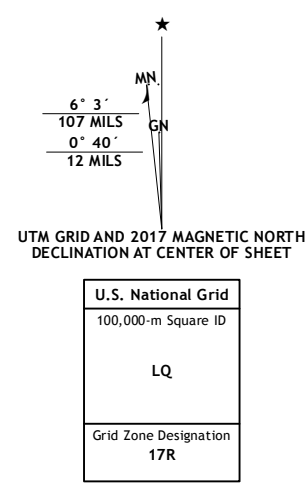 ★
MN
6° 3´
107 MILS
GN
0° 40´
12 MILS
UTM GRID AND 2017 MAGNETIC NORTH
DECLINATION AT CENTER OF SHEET
U.S. National Grid
100,000-m Square ID
LQ
Grid Zone Designation
17R